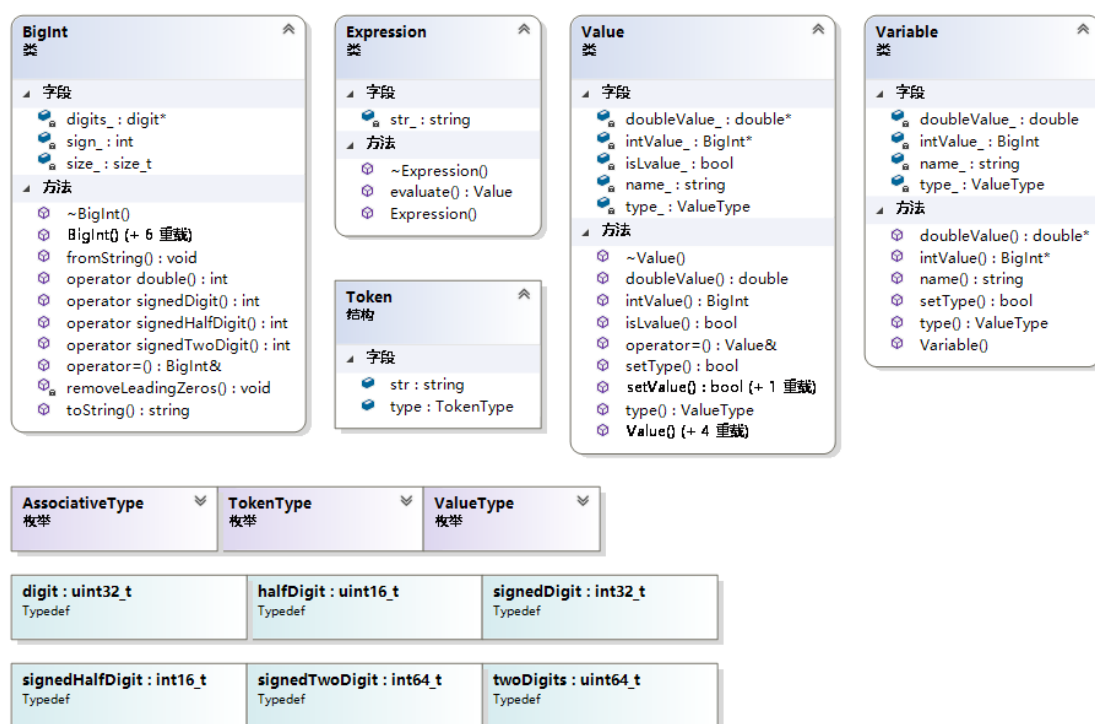 BigInt
类
字段
digits_ : digit*
sign_ : int
size_ : size_t
方法
~BigInt()
BigInt() (+ 6 重载)
fromString() : void
operator double() : int
operator signedDigit() : int
operator signedHalfDigit() : int
operator signedTwoDigit() : int
operator=() : BigInt&
removeLeadingZeros() : void
toString() : string
Expression
类
字段
str_ : string
方法
~Expression()
evaluate() : Value
Expression()
Token
结构
字段
str : string
type : TokenType
Value
类
字段
doubleValue_ : double*
intValue_ : BigInt*
isLvalue_ : bool
name_ : string
type_ : ValueType
方法
~Value()
doubleValue() : double
intValue() : BigInt
isLvalue() : bool
operator=() : Value&
setType() : bool
setValue() : bool (+ 1 重载)
type() : ValueType
Value() (+ 4 重载)
Variable
类
字段
doubleValue_ : double
intValue_ : BigInt
name_ : string
type_ : ValueType
方法
doubleValue() : double*
intValue() : BigInt*
name() : string
setType() : bool
type() : ValueType
Variable()
AssociativeType
枚举
TokenType
枚举
ValueType
枚举
digit : uint32_t
Typedef
halfDigit : uint16_t
Typedef
signedDigit : int32_t
Typedef
signedHalfDigit : int16_t
Typedef
signedTwoDigit : int64_t
Typedef
twoDigits : uint64_t
Typedef